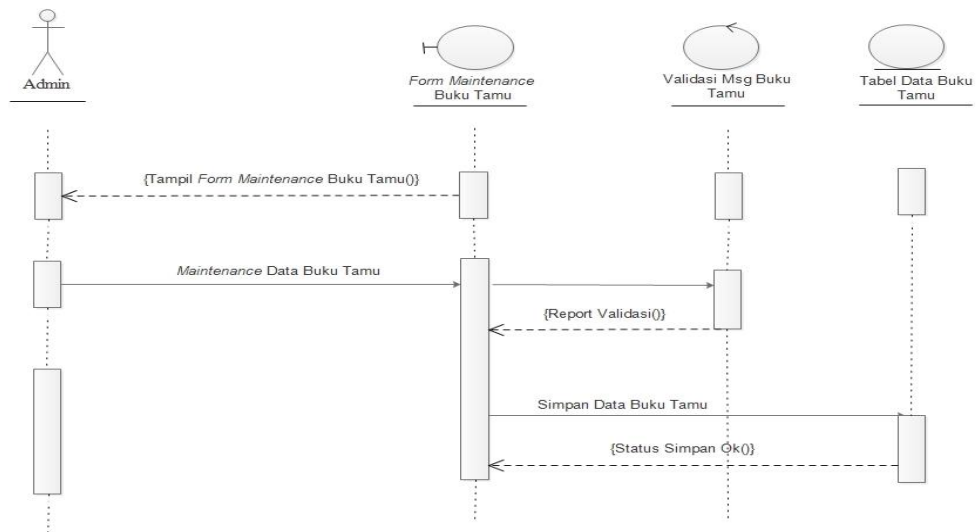 Admin
Form Maintenance
Buku Tamu
Validasi Msg Buku
Tamu
Tabel Data Buku
Tamu
{Tampil Form Maintenance Buku Tamu()}
Maintenance Data Buku Tamu
{Report Validasi()}
Simpan Data Buku Tamu
{Status Simpan Ok()}